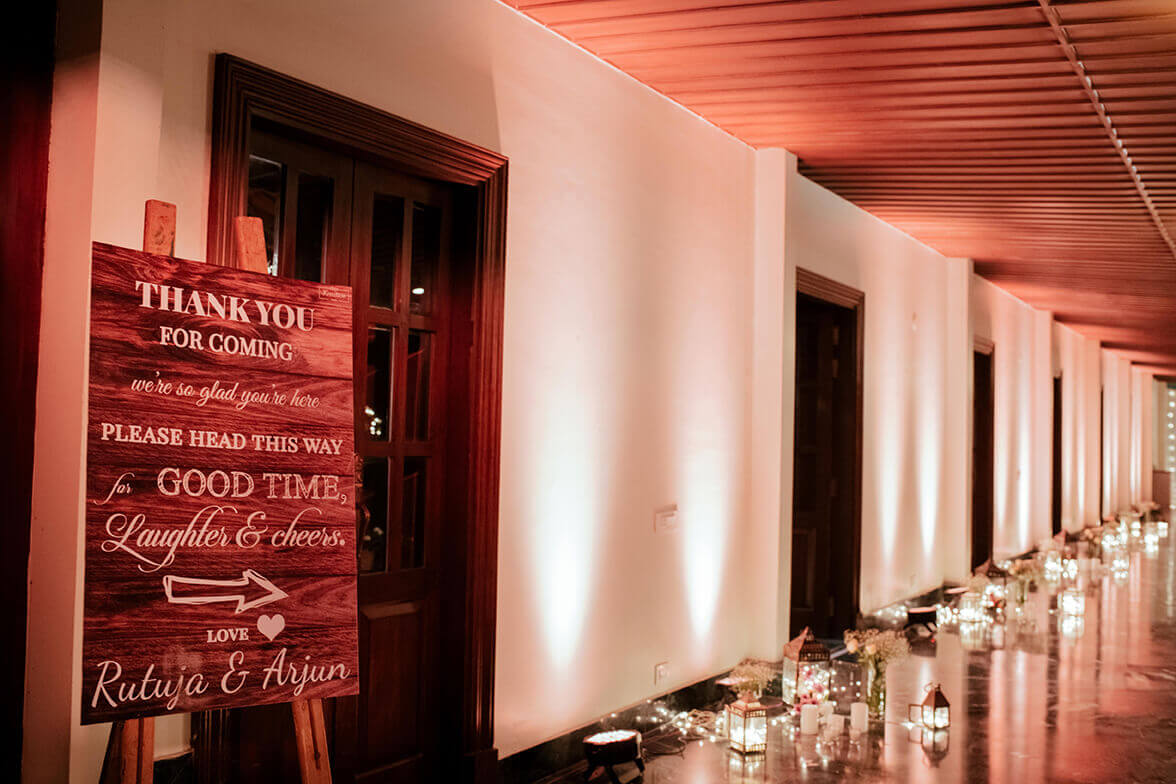 THANK YOU
FOR COMING
we're so glad you're here
PLEASE HEAD THIS WAY
for GOOD TIME,
Laughter & cheers.
LOVE
Rutuja & Arjun